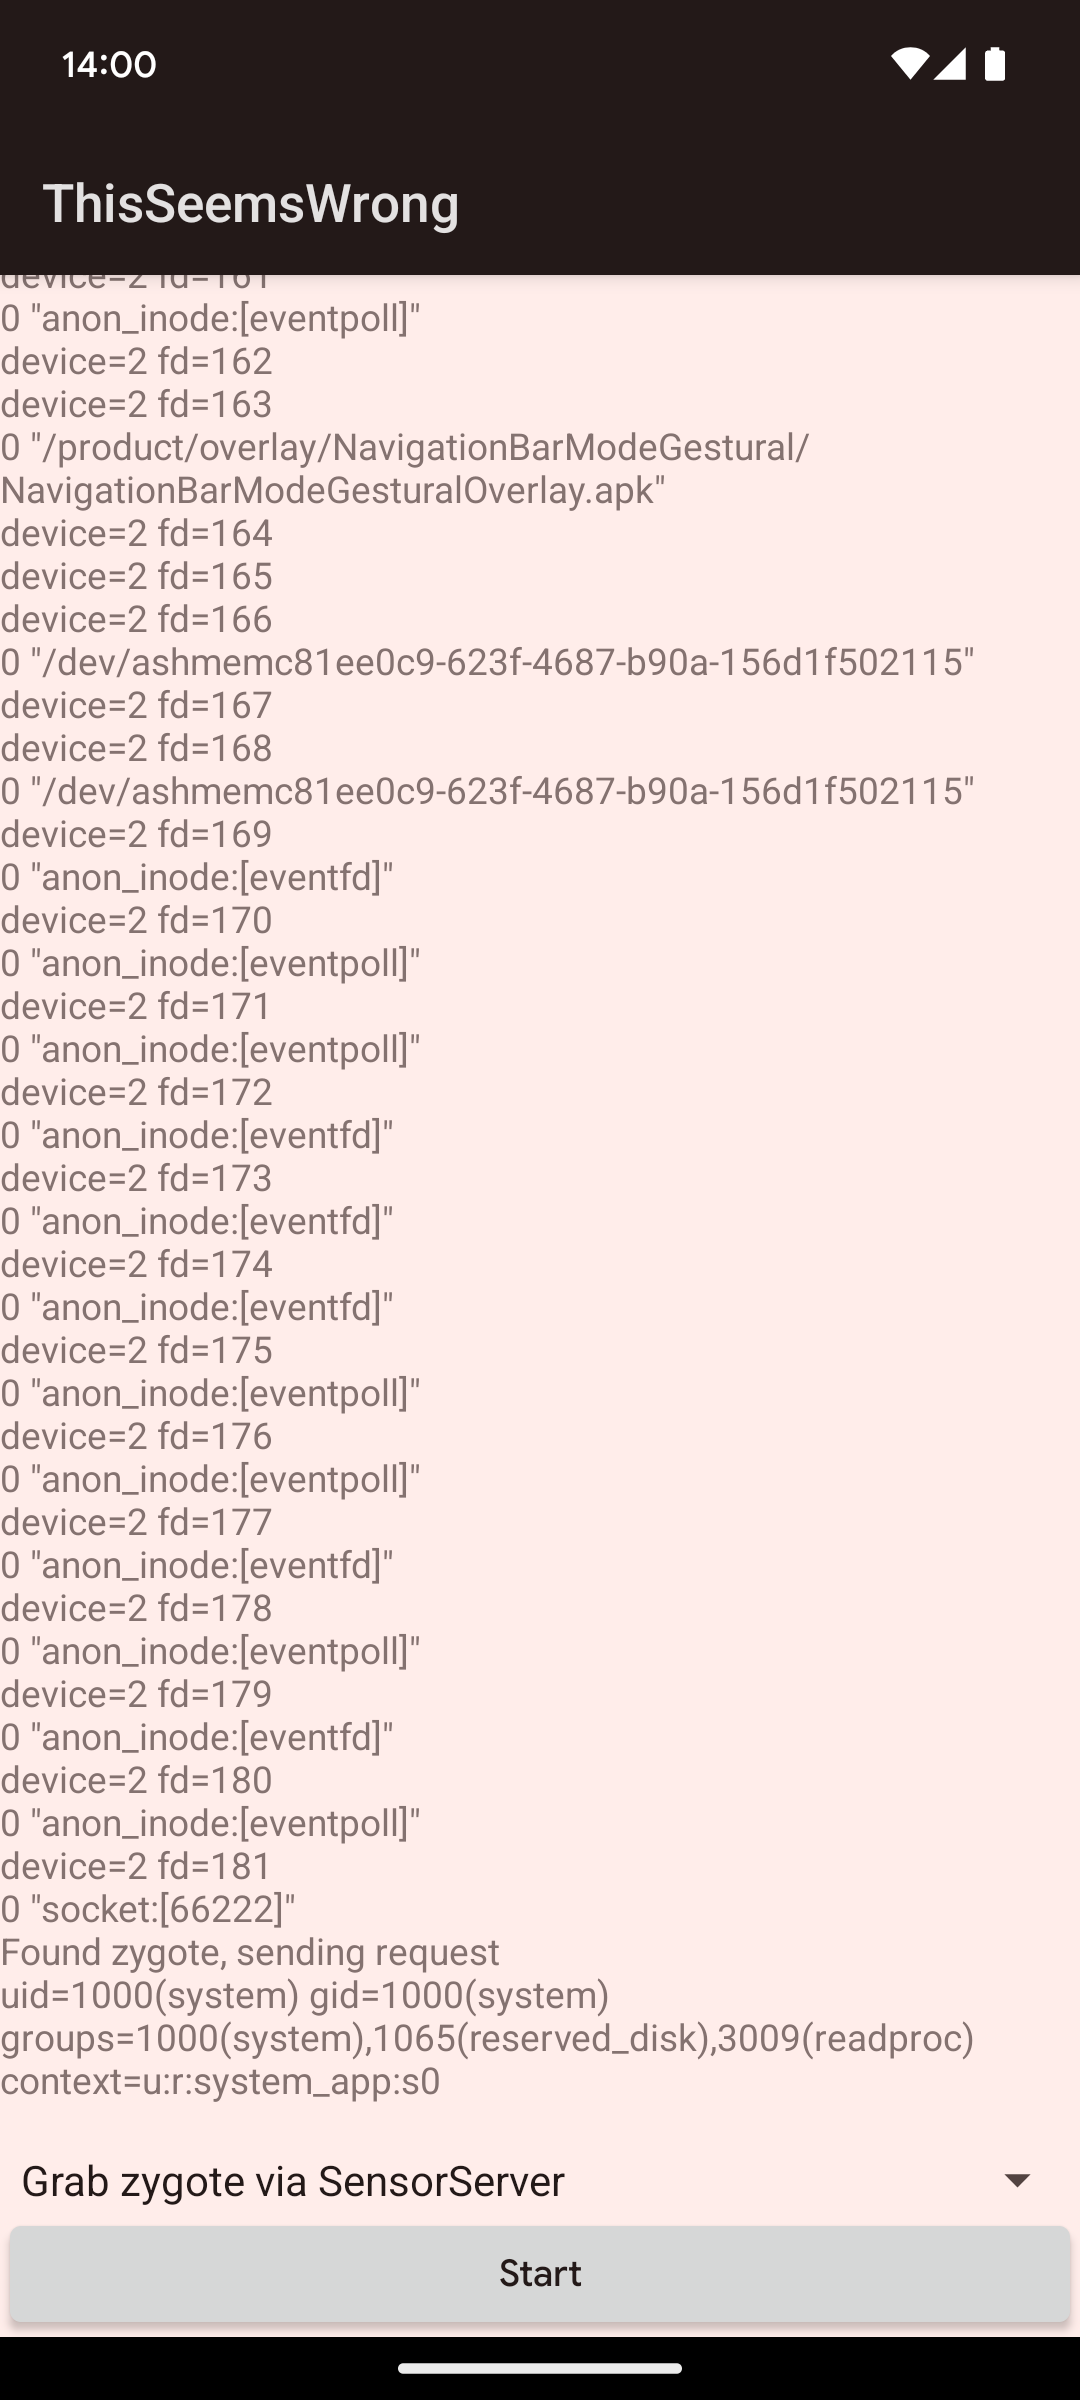 14:00
ThisSeemsWrong
device=2 fd=161
0 "anon_inode:[eventpoll]"
device=2 fd=162
device=2 fd=163
0 "/product/overlay/NavigationBarModeGestural/
NavigationBarModeGesturalOverlay.apk"
device=2 fd=164
device=2 fd=165
device=2 fd=166
0 "/dev/ashmemc81ee0c9-623f-4687-b90a-156d1f502115"
device=2 fd=167
device=2 fd=168
0 "/dev/ashmemc81ee0c9-623f-4687-b90a-156d1f502115"
device=2 fd=169
0 "anon_inode:[eventfd]"
device=2 fd=170
0 "anon_inode:[eventpoll]"
device=2 fd=171
0 "anon_inode:[eventpoll]"
device=2 fd=172
0 "anon_inode:[eventfd]"
device=2 fd=173
0 "anon_inode:[eventfd]"
device=2 fd=174
0 "anon_inode:[eventfd]"
device=2 fd=175
0 "anon_inode:[eventpoll]"
device=2 fd=176
0 "anon_inode:[eventpoll]"
device=2 fd=177
0 "anon_inode:[eventfd]"
device=2 fd=178
0 "anon_inode:[eventpoll]"
device=2 fd=179
0 "anon_inode:[eventfd]"
device=2 fd=180
0 "anon_inode:[eventpoll]"
device=2 fd=181
0 "socket:[66222]"
Found zygote, sending request
uid=1000(system) gid=1000(system)
groups=1000(system),1065(reserved_disk),3009(readproc)
context=u:r:system_app:s0
Grab zygote via SensorServer
Start